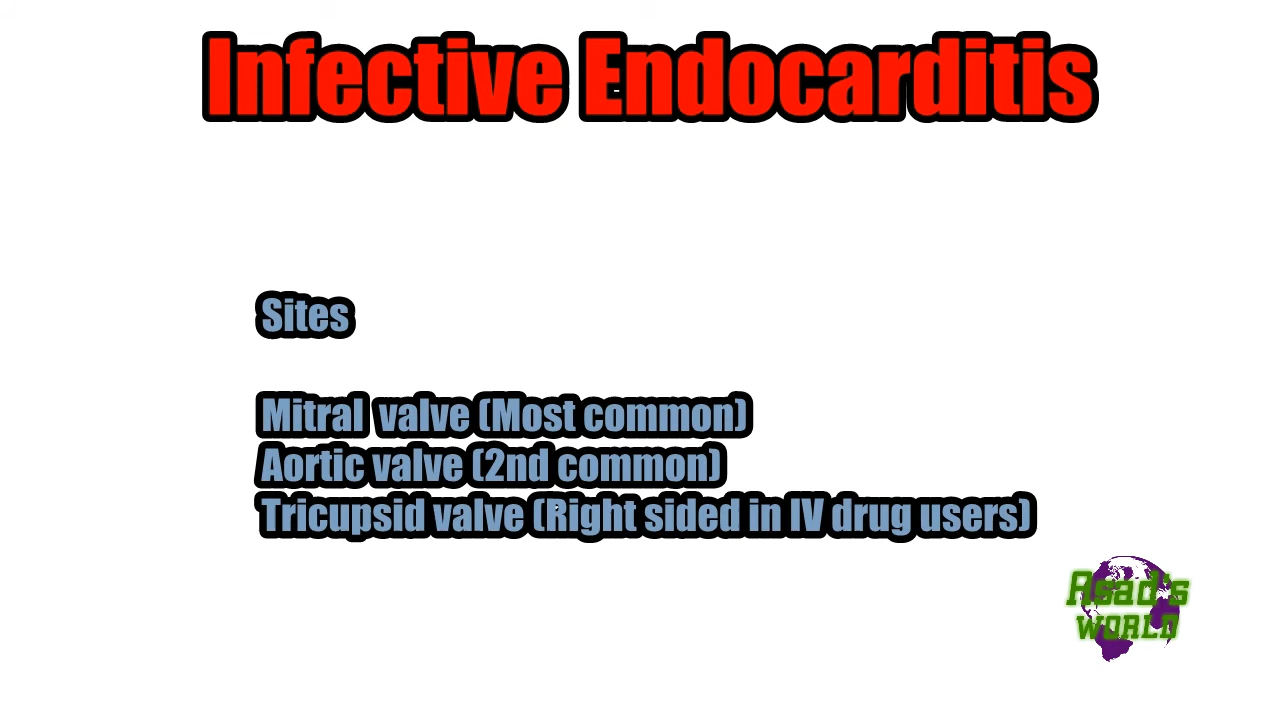 Infective Endocarditis
Sites
Mitral valve (Most common)
Aortic valve (2nd common)
Tricupsid valve (Right sided in IV drug users)
Asad's
WORLD